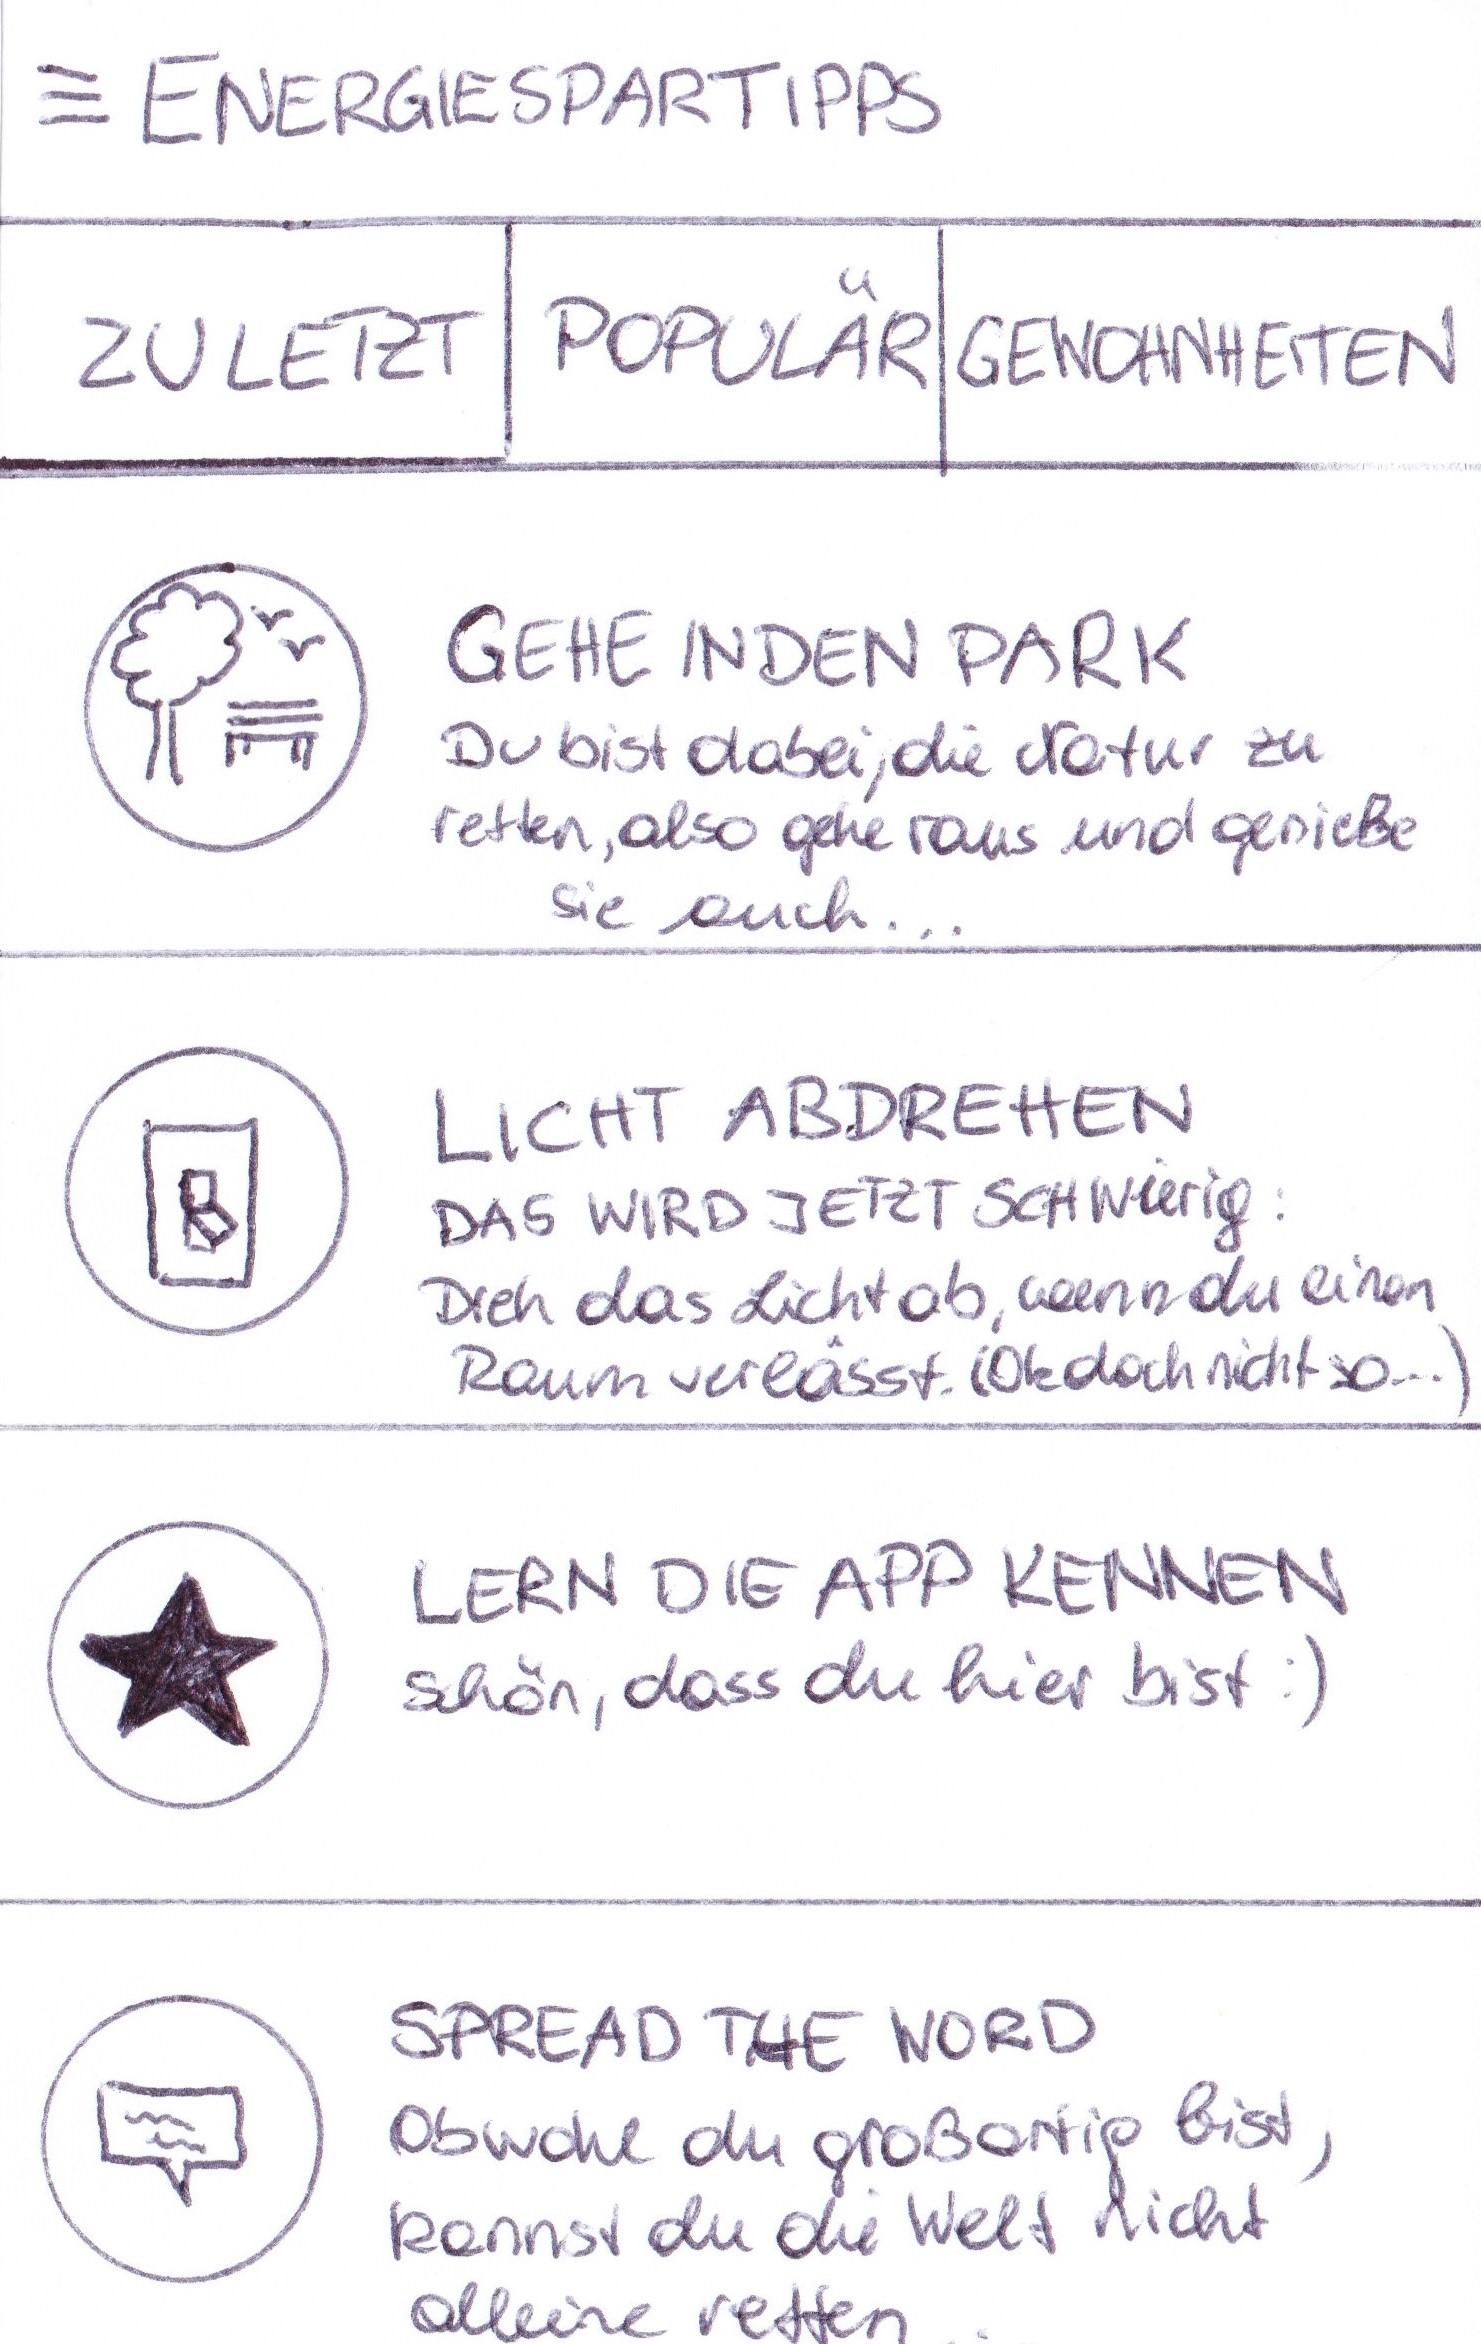 ENERGIESPARTIPPS
ZULETZT
POPULÄR
GEWOHNHEITEN
GEHE IN DEN PARK
Du bist dabei, die Natur zu
retten, also gehe raus und genieße
sie auch...
LICHT ABDREHEN
DAS WIRD JETZT SCHWierig:
Dreh das Licht ab, wenn du einen
Raum verlässt. (Ok doch nicht so...)
LERN DIE APP KENNEN
schön, dass du hier bist :)
SPREAD THE WORD
Obwohl du großartig bist,
kannst du die Welt nicht
alleine retten...